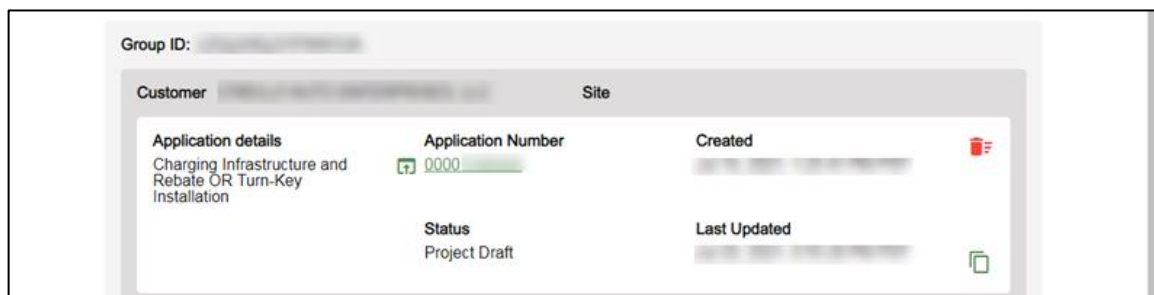 Group ID:
Customer Site
Application details Application Number Created
Charging Infrastructure and
Rebate OR Turn-Key
Installation
0000
Status Last Updated
Project Draft